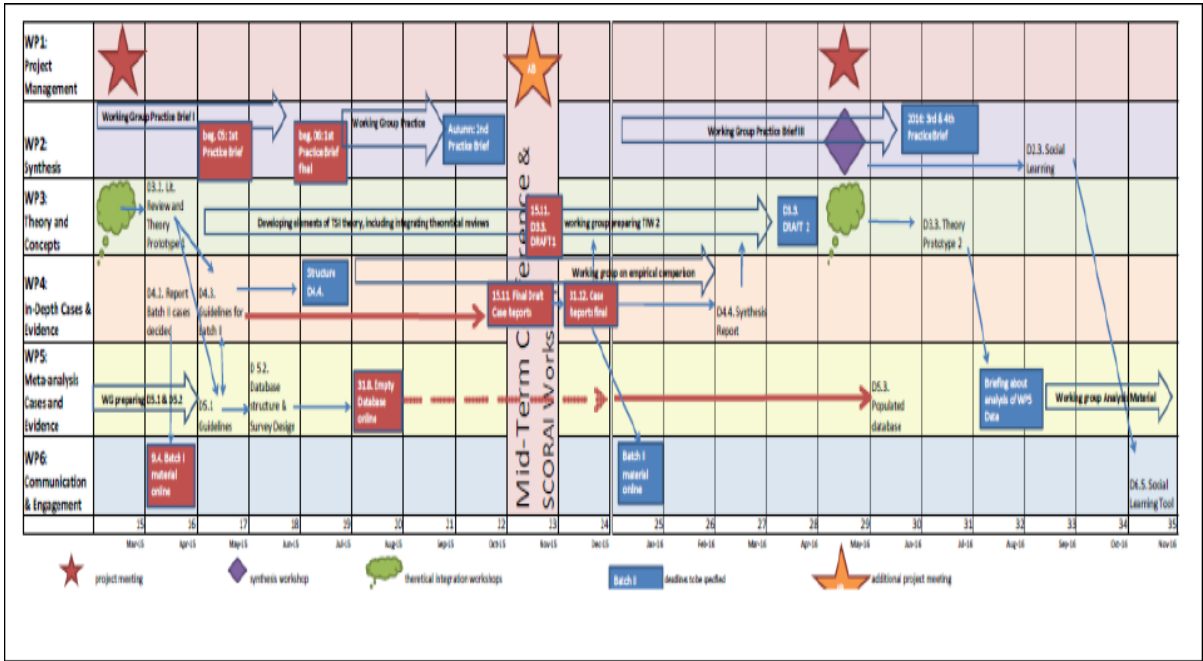 WP1:
Project
Management
WP2:
Synthesis
Working Group Practice Brief I
beg. 05: 1st
Practice Brief
beg. 06: 1st
Practice Brief
final
Working Group Practice
Autumn: 2nd
Practice Brief
Working Group Practice Brief III
2016: 3rd & 4th
Practice Brief
D2.3. Social
Learning
WP3:
Theory and
Concepts
D3.1. Lit.
Review and
Theory
Prototype 1
Developing elements of TSI theory, including integrating theoretical reviews
15.11.
D3.3.
DRAFT 1
working group preparing TIW 2
D3.3.
DRAFT 2
D3.3. Theory
Prototype 2
WP4:
In-Depth Cases &
Evidence
D4.1. Report
Batch II cases
decided
D4.3.
Guidelines for
Batch II
Structure
D4.4.
Working group on empirical comparison
15.11. Final Draft
Case Reports
31.12. Case
Reports final
D4.4. Synthesis
Report
WP5:
Meta-analysis
Cases and
Evidence
WG preparing D5.1 & D5.2
D5.1
Guidelines
D 5.2.
Database
structure &
Survey Design
31.8. Empty
Database
online
D5.3.
Populated
database
Briefing about
analysis of WP5
Data
Working group Analysis Material
WP6:
Communication
& Engagement
9.4. Batch I
material
online
Batch II
material
online
D6.5. Social
Learning Tool
AB
Mid-Term
SCORAI Works
15 16 17 18 19 20 21 22 23 24 25 26 27 28 29 30 31 32 33 34 35
Mar-15 Apr-15 May-15 Jun-15 Jul-15 Aug-15 Sep-15 Oct-15 Nov-15 Dec-15 Jan-16 Feb-16 Mar-16 Apr-16 May-16 Jun-16 Jul-16 Aug-16 Sep-16 Oct-16 Nov-16
project meeting
synthesis workshop
theretical integration workshops
Batch II
deadline to be
additional project meeting